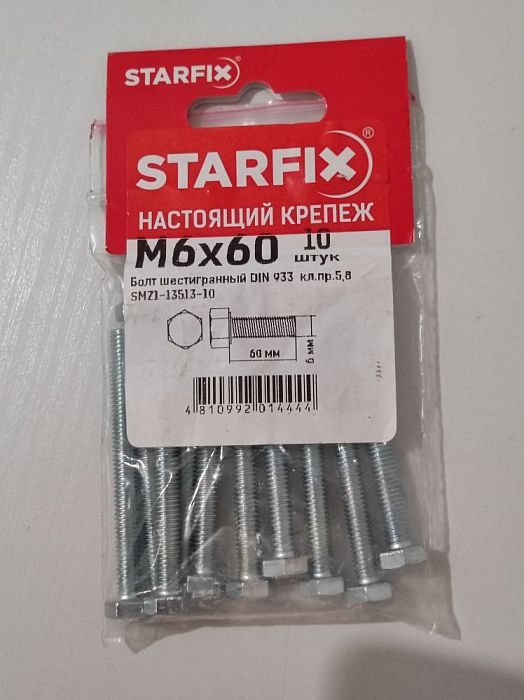 STARFIX
STARFIX®
НАСТОЯЩИЙ КРЕПЕЖ
М6х60 10
штук
Болт шестигранный DIN 933 кл.пр.5,8
SMZ1-13513-10
60 мм
6 мм
4 810992 014444